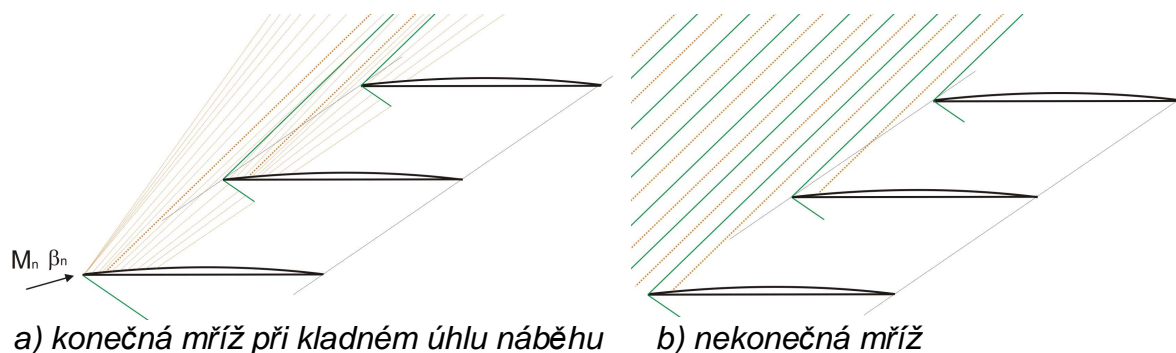 Mₙ βₙ
a) konečná mříž při kladném úhlu náběhu
b) nekonečná mříž